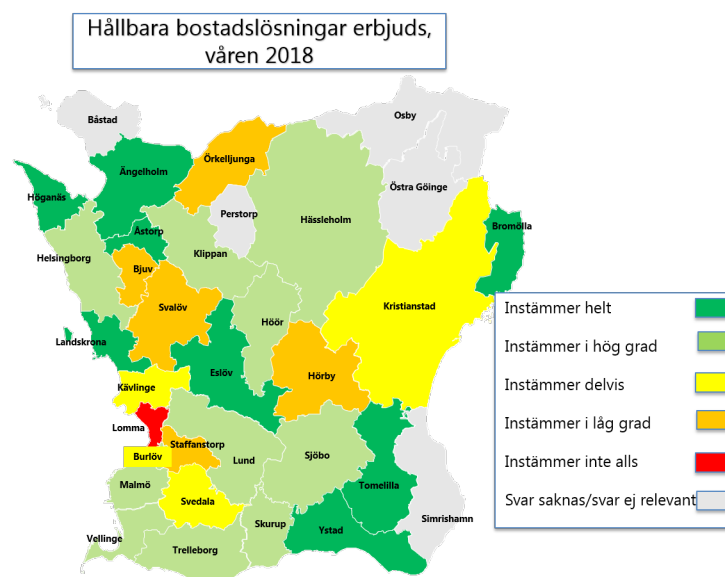 Hållbara bostadslösningar erbjuds,
våren 2018
Båstad
Osby
Ängelholm
Örkelljunga
Östra Göinge
Höganäs
Perstorp
Hässleholm
Bromölla
Åstorp
Klippan
Helsingborg
Bjuv
Kristianstad
Svalöv
Höör
Landskrona
Eslöv
Hörby
Kävlinge
Lomma
Staffanstorp
Burlöv
Lund
Sjöbo
Malmö
Tomelilla
Svedala
Simrishamn
Skurup
Ystad
Vellinge
Trelleborg
Instämmer helt
Instämmer i hög grad
Instämmer delvis
Instämmer i låg grad
Instämmer inte alls
Svar saknas/svar ej relevant